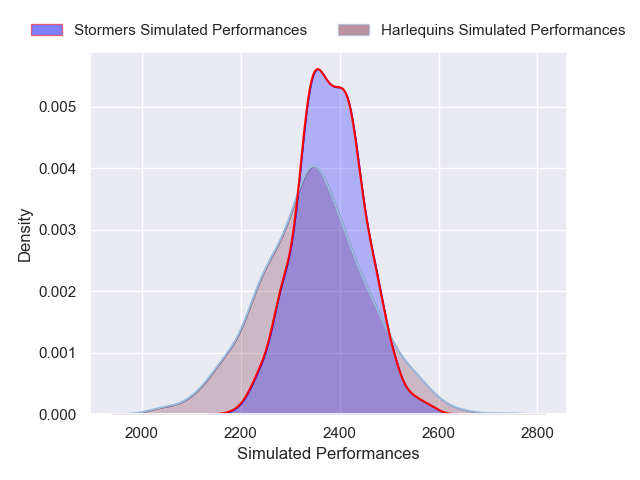 Stormers Simulated Performances
Harlequins Simulated Performances
0.005
0.004
0.003
0.002
0.001
0.000
Density
2000
2200
2400
2600
2800
Simulated Performances